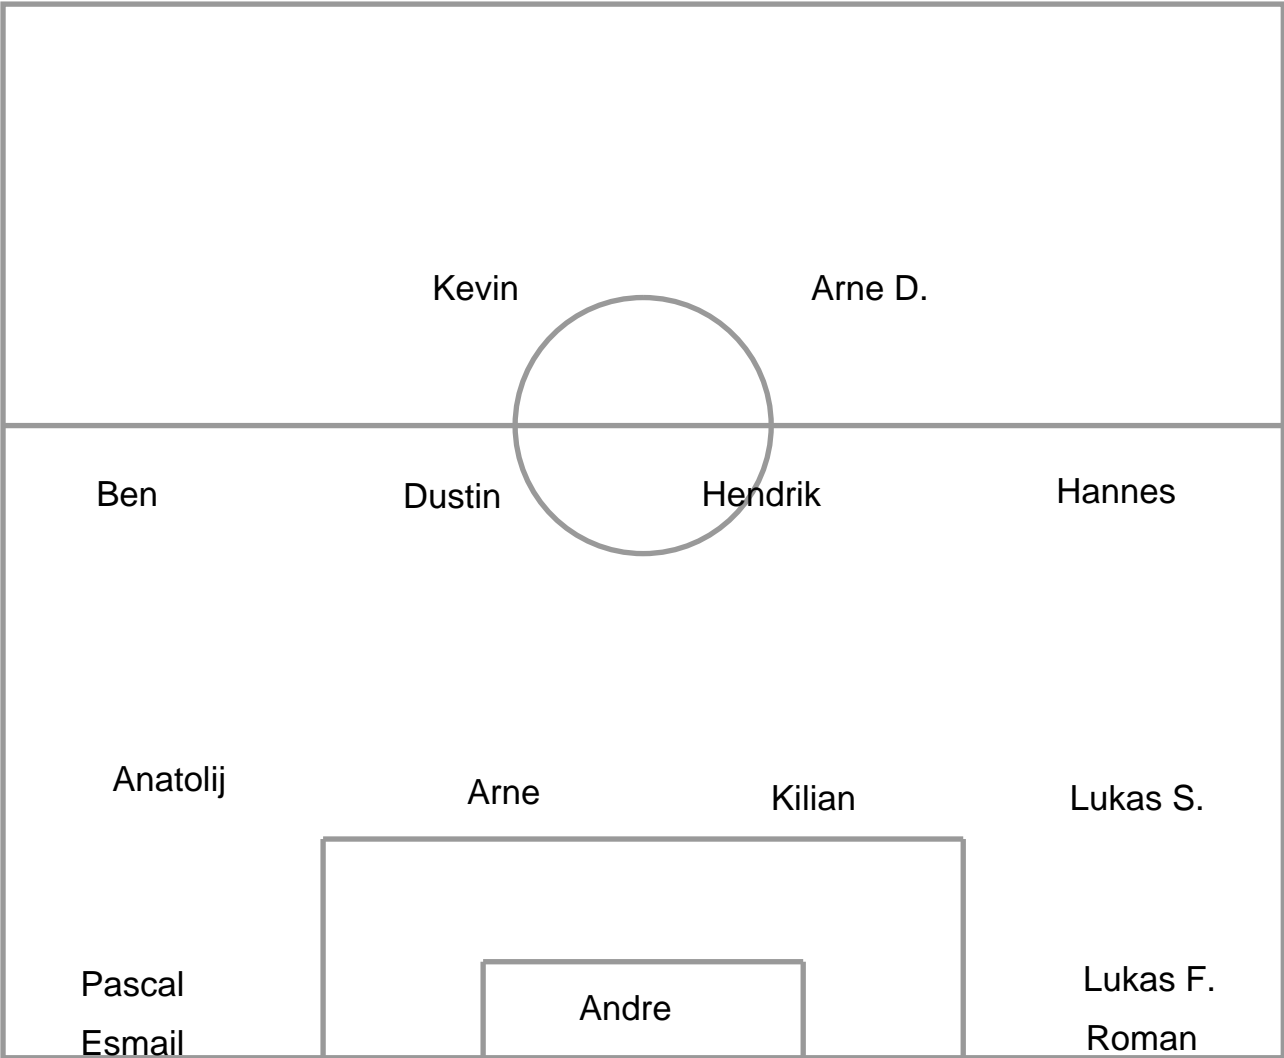 Kevin Arne D.
Ben Dustin Hendrik Hannes
Anatolij Arne Kilian Lukas S.
Pascal Andre Lukas F.
Esmail Roman